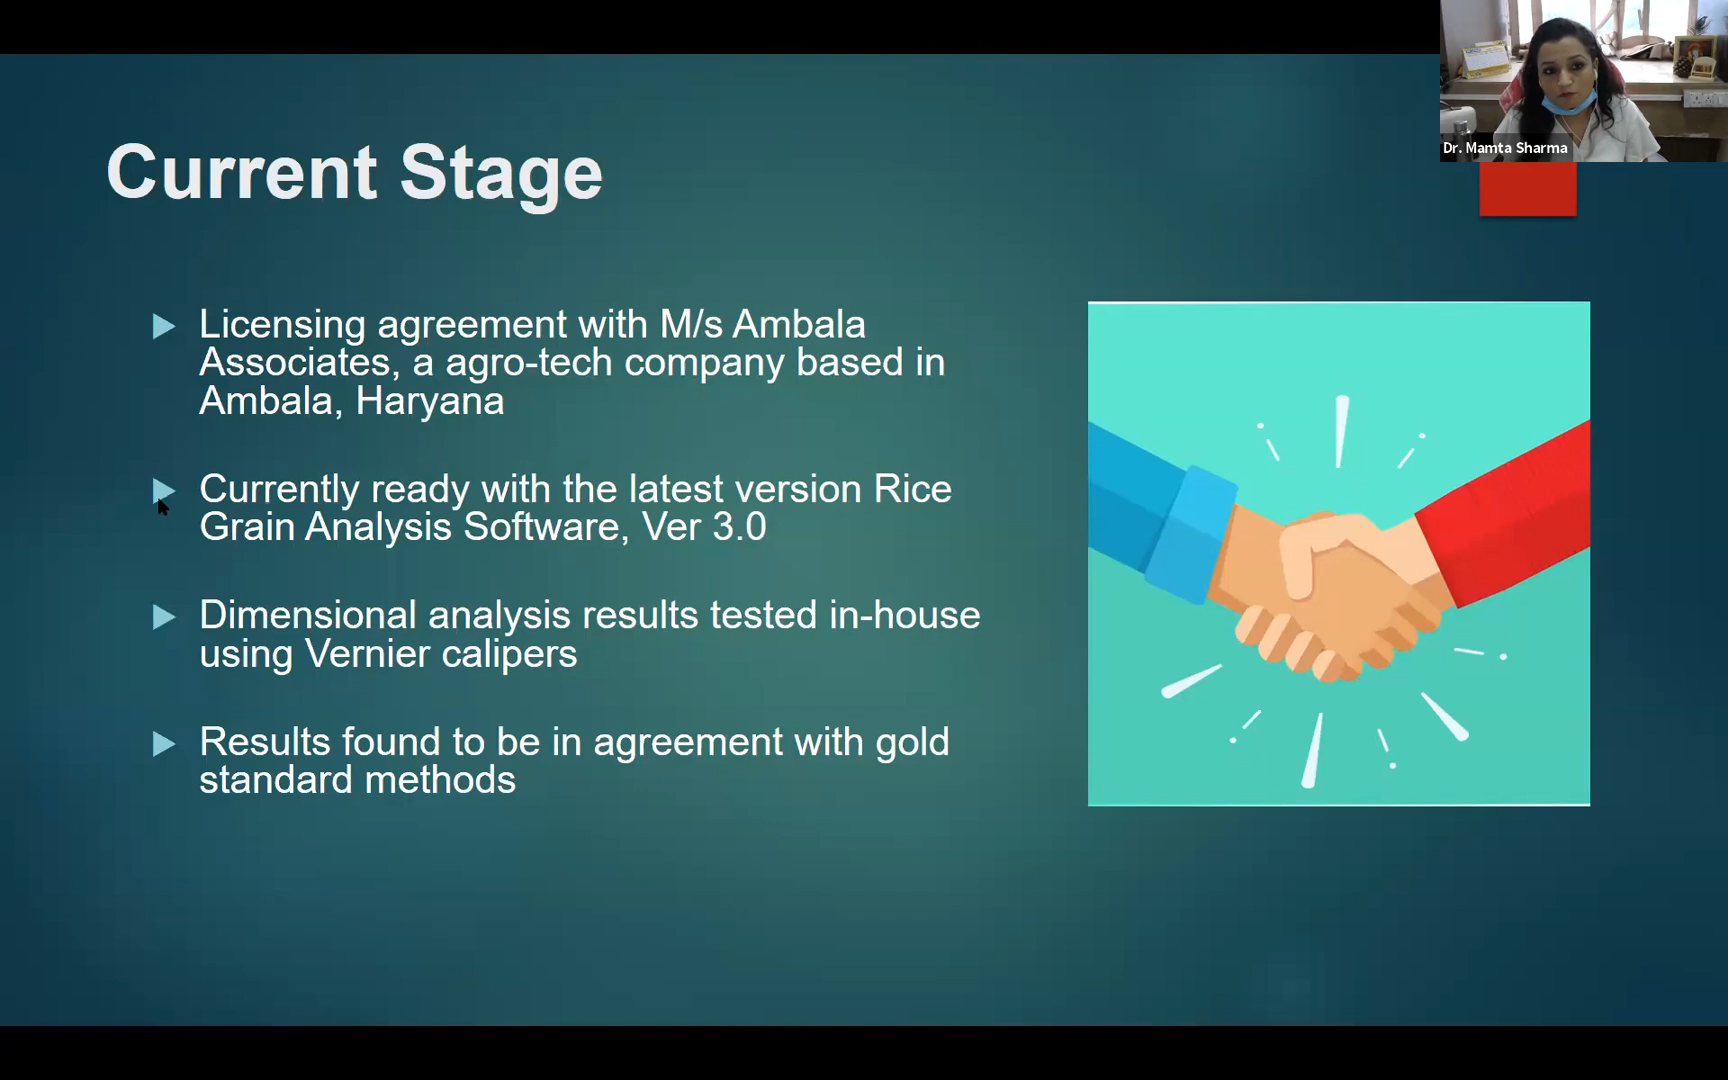 Dr. Mamta Sharma
Current Stage
Licensing agreement with M/s Ambala
Associates, a agro-tech company based in
Ambala, Haryana
Currently ready with the latest version Rice
Grain Analysis Software, Ver 3.0
Dimensional analysis results tested in-house
using Vernier calipers
Results found to be in agreement with gold
standard methods